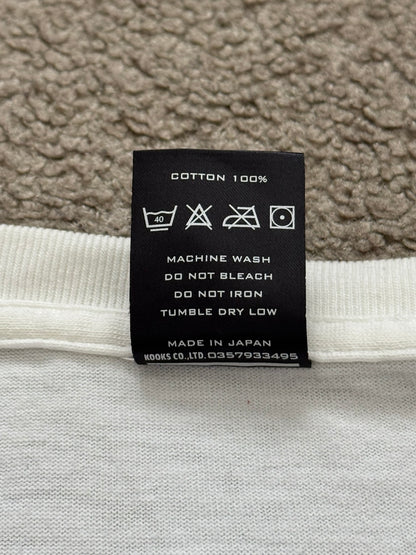 COTTON 100%
40
MACHINE WASH
DO NOT BLEACH
DO NOT IRON
TUMBLE DRY LOW
MADE IN JAPAN
KOOKS CO.,LTD. 0357933495